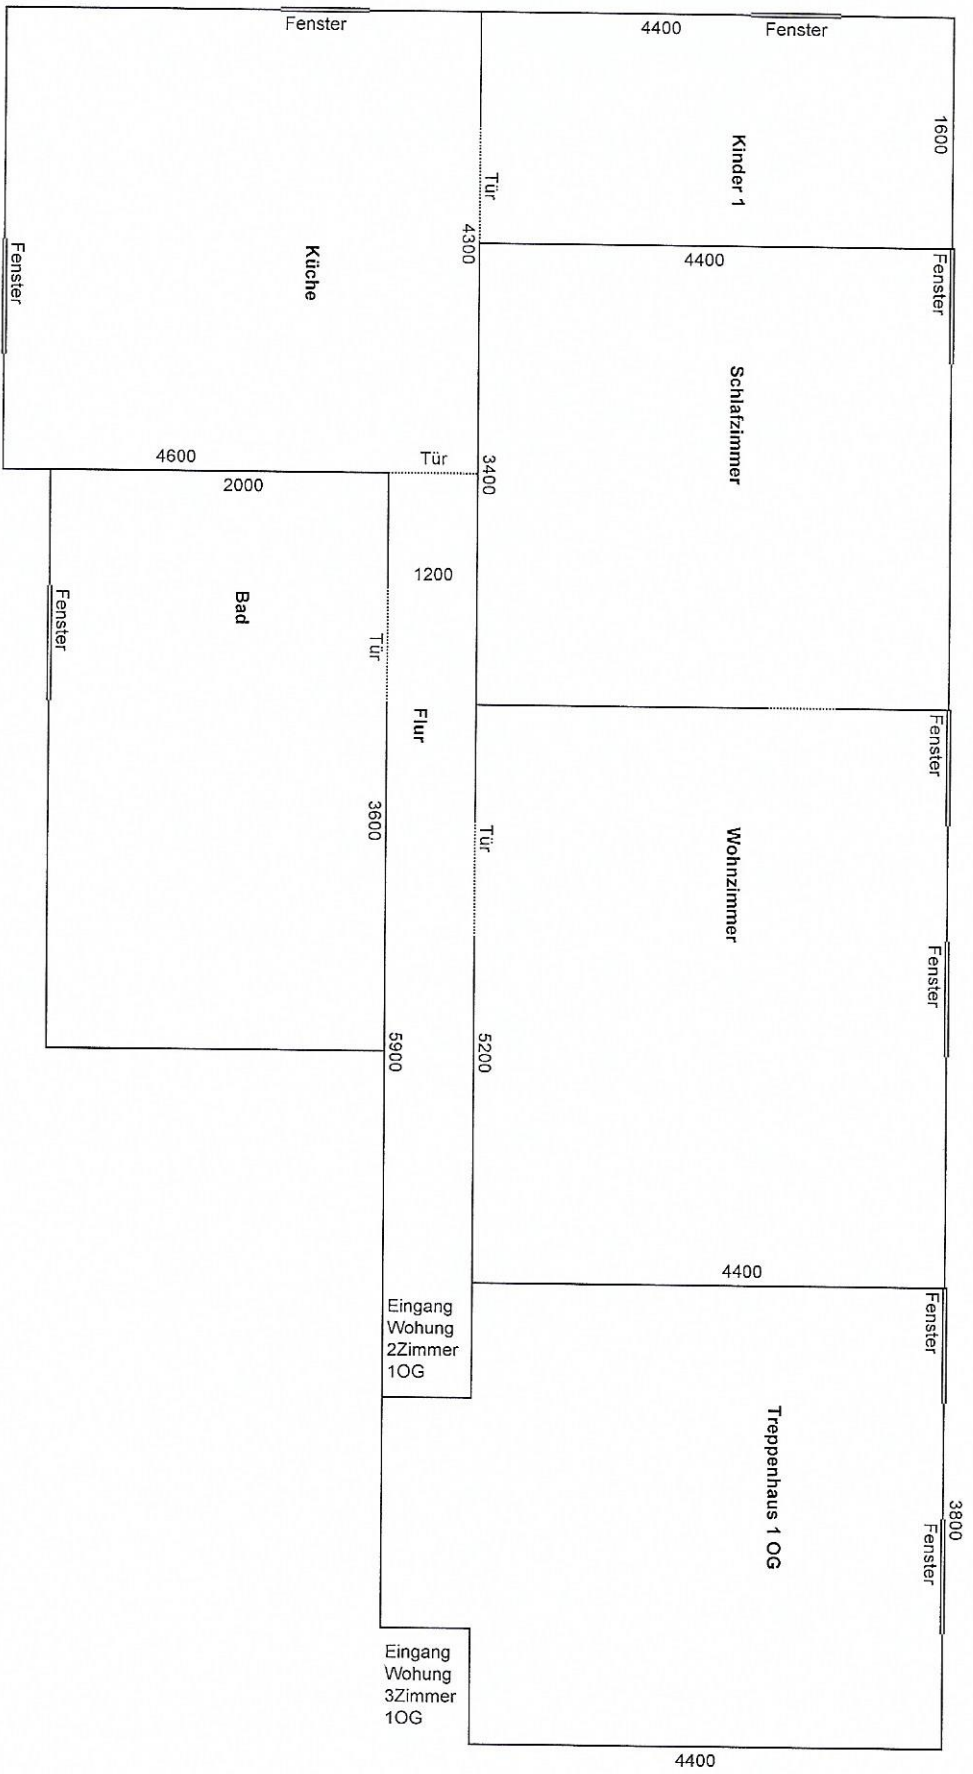 Fenster
4400
Fenster
1600
Kinder 1
Tür
4300
4400
Fenster
Küche
Fenster
Schlafzimmer
4600
Tür
3400
2000
1200
Bad
Fenster
Tür
Flur
3600
Fenster
Wohnzimmer
Tür
Fenster
5900
5200
4400
Eingang
Wohung
2Zimmer
1OG
Fenster
Treppenhaus 1 OG
3800
Fenster
Eingang
Wohung
3Zimmer
1OG
4400